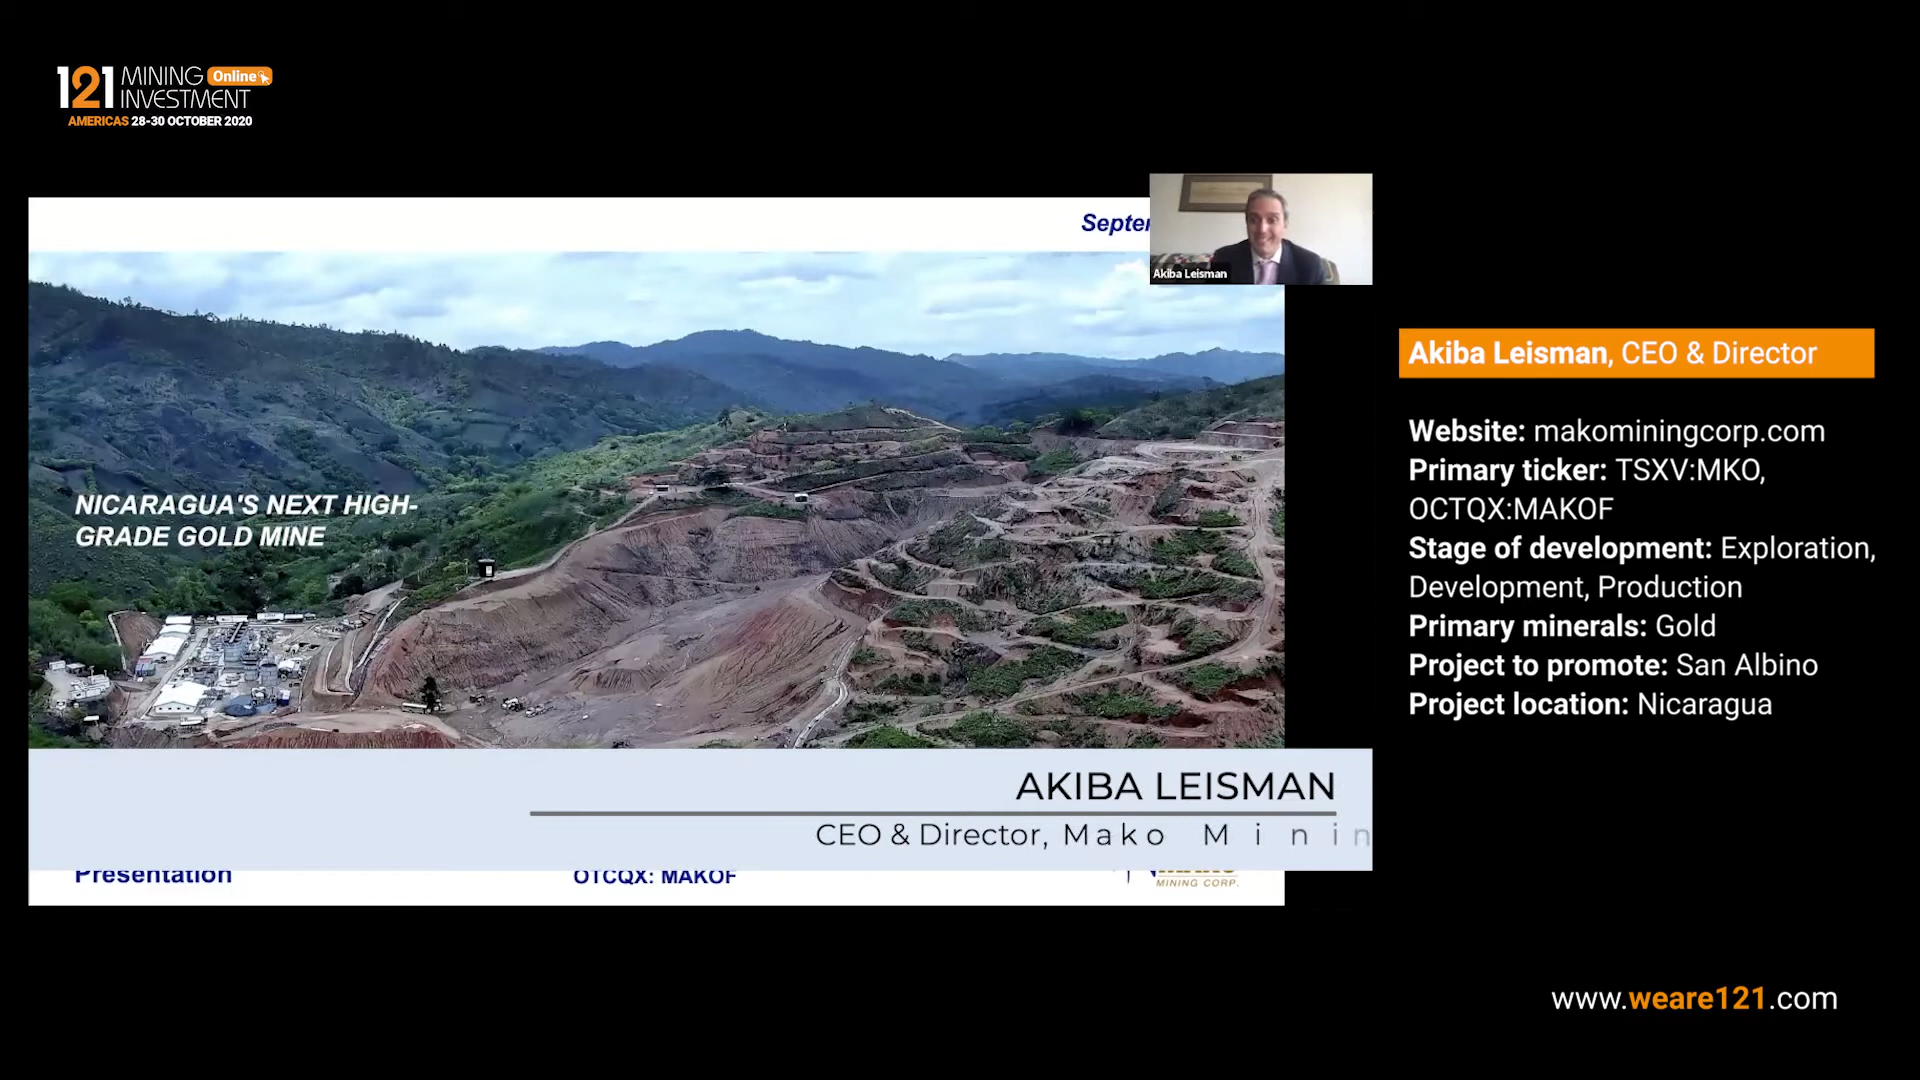 121 MINING Online
INVESTMENT
AMERICAS 28-30 OCTOBER 2020
Akiba Leisman
NICARAGUA'S NEXT HIGH-
GRADE GOLD MINE
AKIBA LEISMAN
CEO & Director, Mako Minin
Presentation
OTCQX: MAKOF
MINING CORP.
Akiba Leisman, CEO & Director
Website: makominingcorp.com
Primary ticker: TSXV:MKO,
OCTQX:MAKOF
Stage of development: Exploration,
Development, Production
Primary minerals: Gold
Project to promote: San Albino
Project location: Nicaragua
www.weare121.com